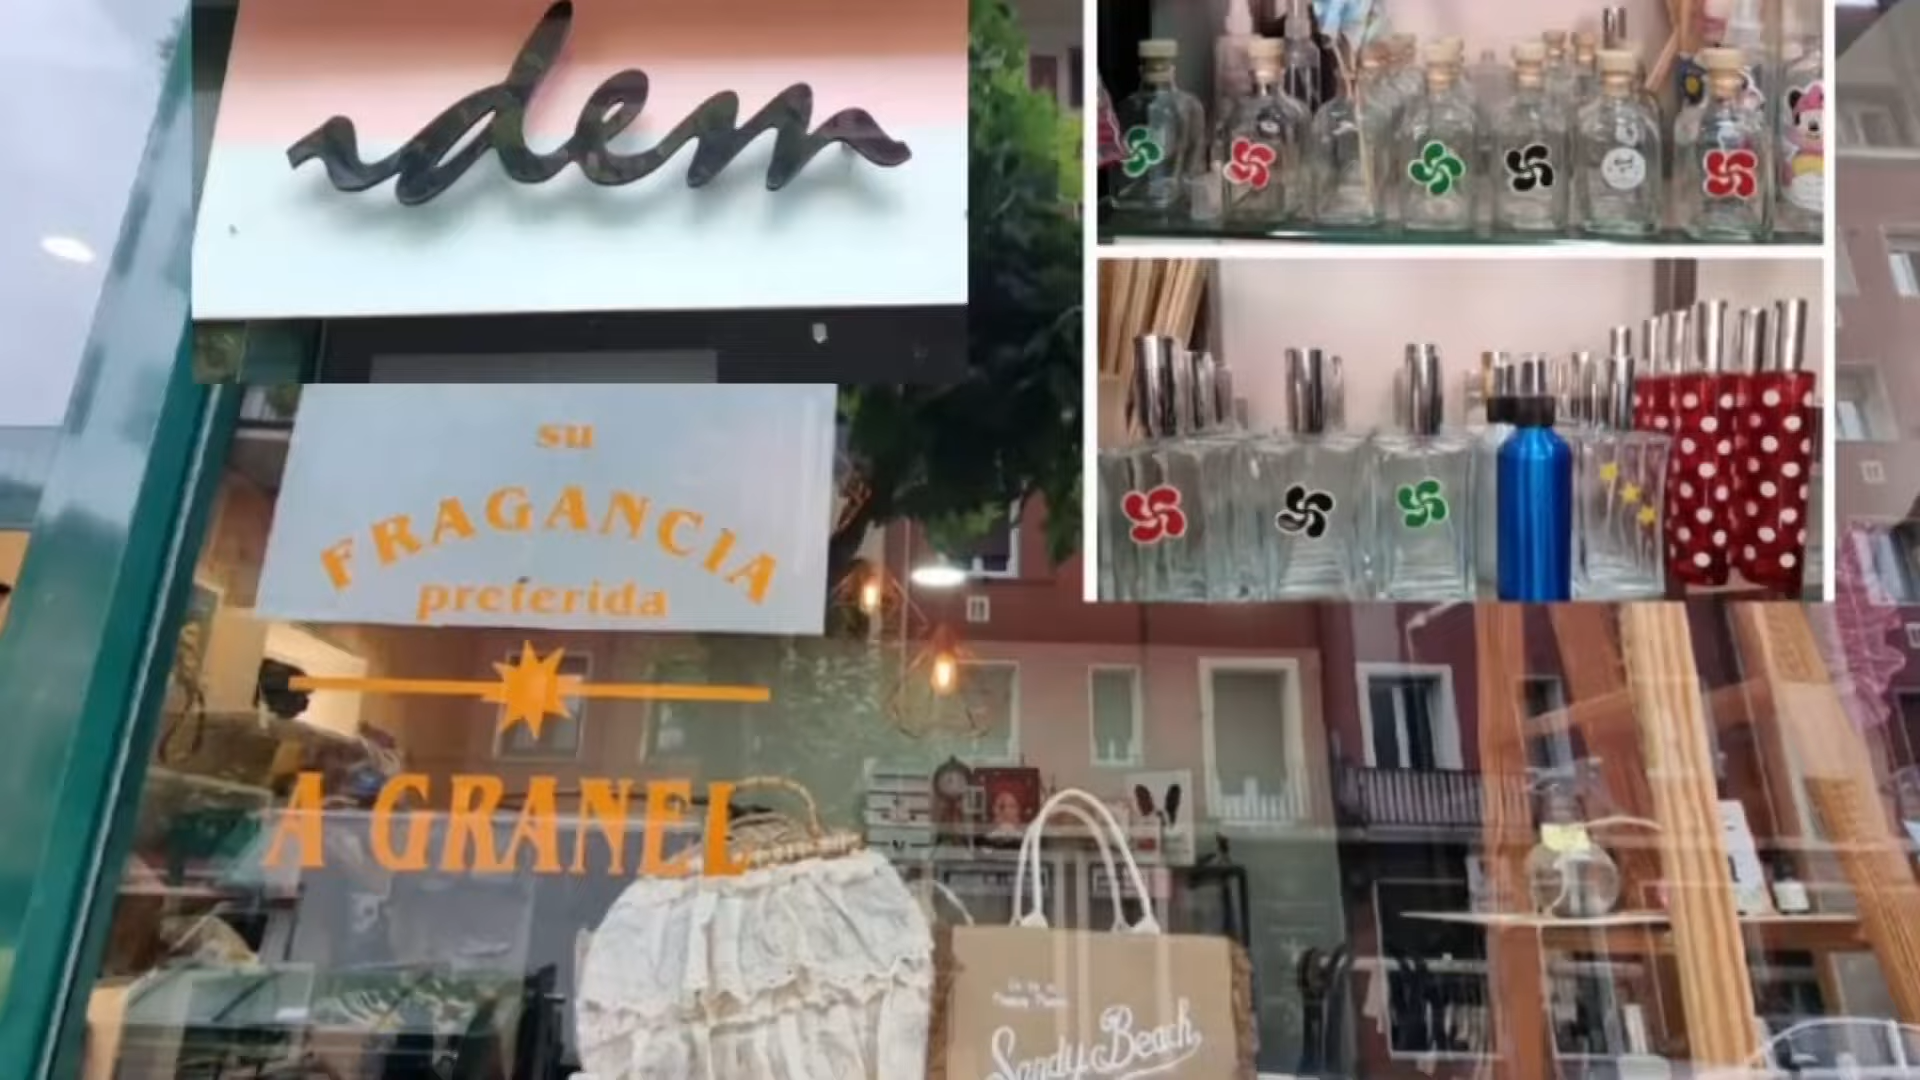 idem
su
FRAGANCIA
preferida
A GRANEL
Sandy Beach